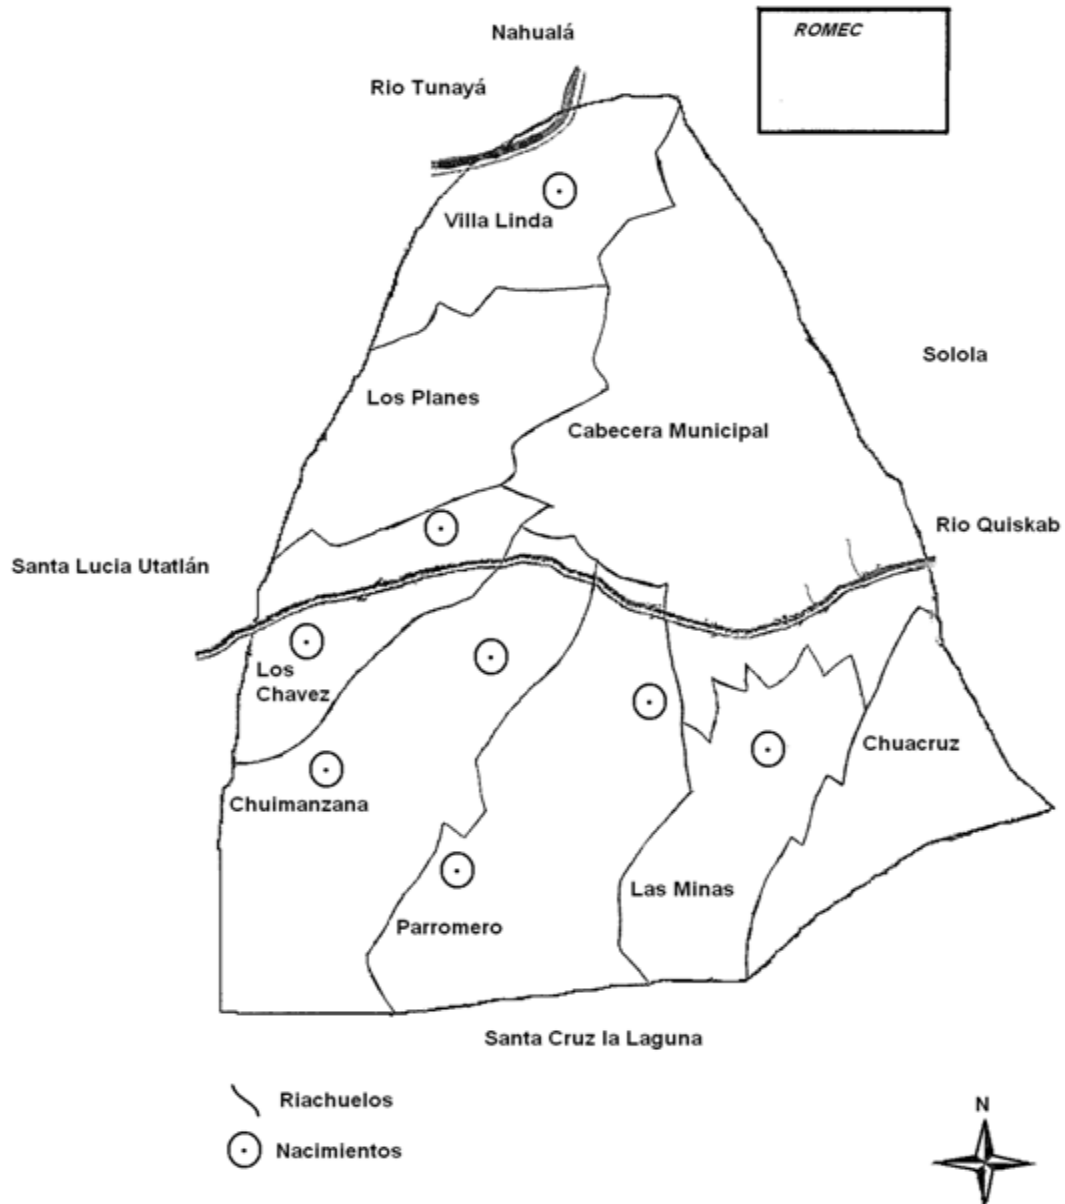 Nahualá
ROMEC
Rio Tunayá
Villa Linda
Solola
Los Planes
Cabecera Municipal
Rio Quiskab
Santa Lucia Utatlán
Los
Chavez
Chuacruz
Chuimanzana
Las Minas
Parromero
Santa Cruz la Laguna
Riachuelos
Nacimientos
N